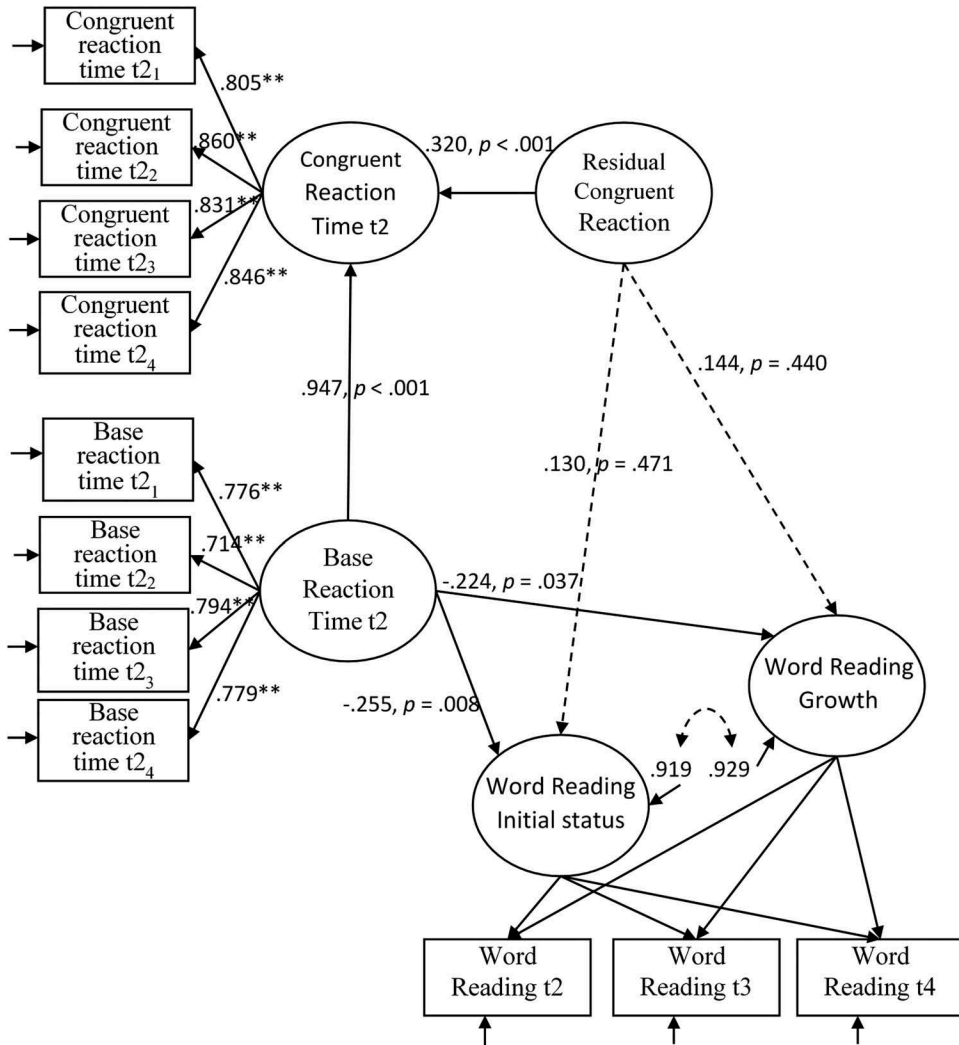 Congruent
reaction
time t2₁
.805**
Congruent
reaction
time t2₂
.860**
Congruent
reaction
time t2₃
.831**
Congruent
reaction
time t2₄
.846**
Congruent
Reaction
Time t2
.320, p < .001
Residual
Congruent
Reaction
.947, p < .001
.144, p = .440
.130, p = .471
Base
reaction
time t2₁
.776**
Base
reaction
time t2₂
.714**
Base
reaction
time t2₃
.794**
Base
reaction
time t2₄
.779**
Base
Reaction
Time t2
-.224, p = .037
-.255, p = .008
Word Reading
Growth
.919
.929
Word Reading
Initial status
Word
Reading t2
Word
Reading t3
Word
Reading t4